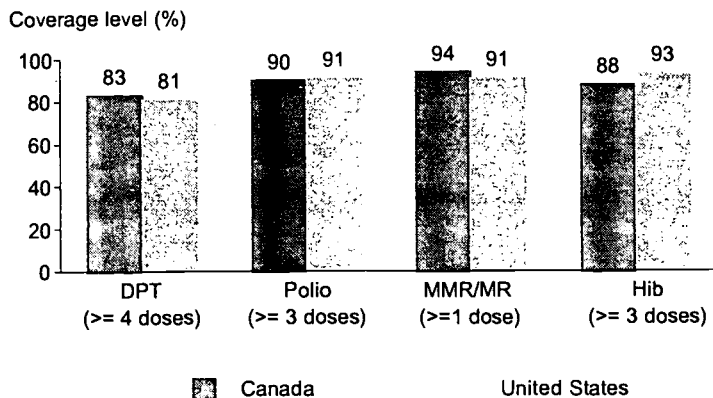 Coverage level (%)
100
80
60
40
20
0
83 81 90 91 94 91 88 93
DPT Polio MMR/MR Hib
(>= 4 doses) (>= 3 doses) (>=1 dose) (>= 3 doses)
Canada United States